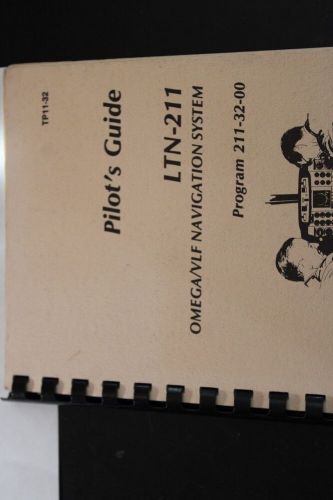 TP11-32
Pilot's Guide
LTN-211
OMEGA/VLF NAVIGATION SYSTEM
Program 211-32-00